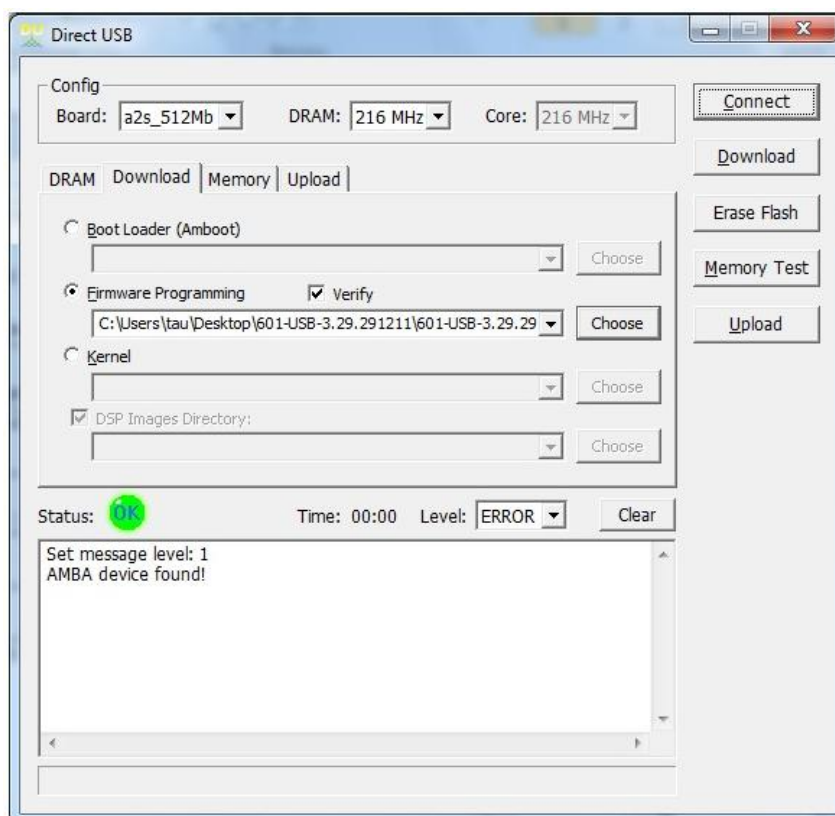 Direct USB
Config
Board: a2s_512Mb DRAM: 216 MHz Core: 216 MHz
Connect
Download
Erase Flash
Memory Test
Upload
DRAM Download Memory Upload
Boot Loader (Amboot)
Choose
Firmware Programming Verify
C:\Users\tau\Desktop\601-USB-3.29.291211\601-USB-3.29.29 Choose
Kernel
Choose
DSP Images Directory:
Choose
Status: OK Time: 00:00 Level: ERROR Clear
Set message level: 1
AMBA device found!